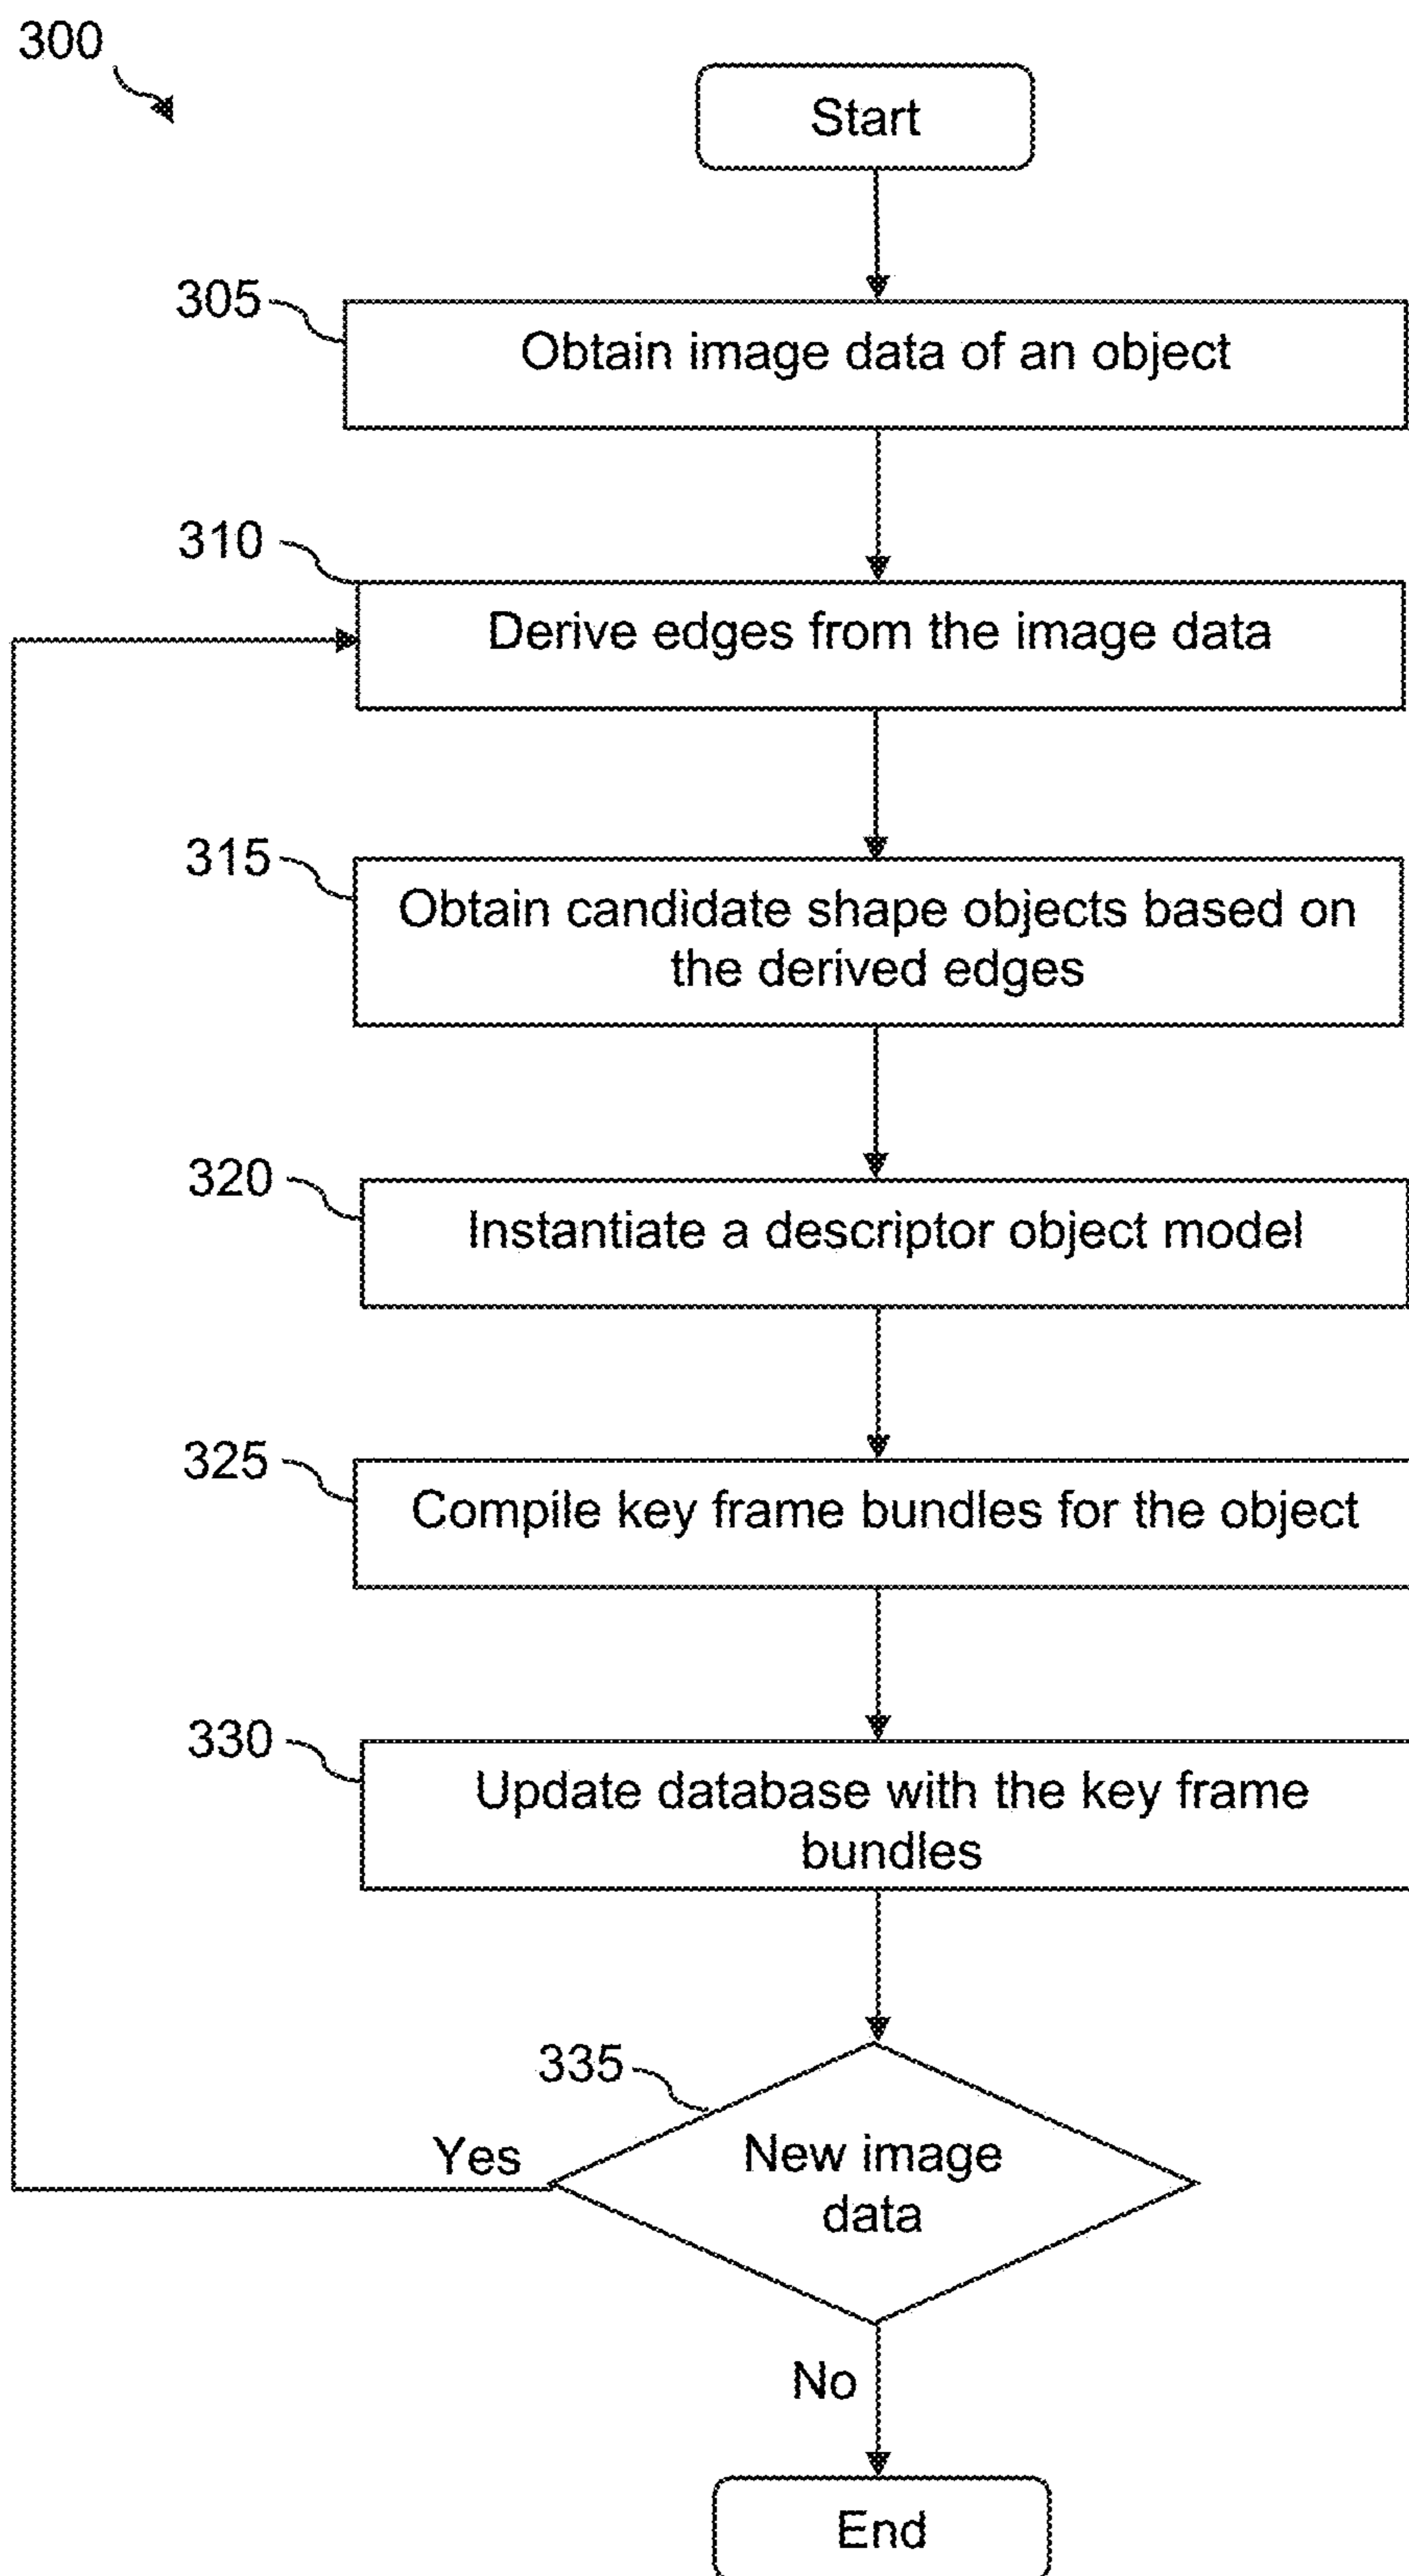 300
Start
305
Obtain image data of an object
310
Derive edges from the image data
315
Obtain candidate shape objects based on
the derived edges
320
Instantiate a descriptor object model
325
Compile key frame bundles for the object
330
Update database with the key frame
bundles
335
New image
data
Yes
No
End